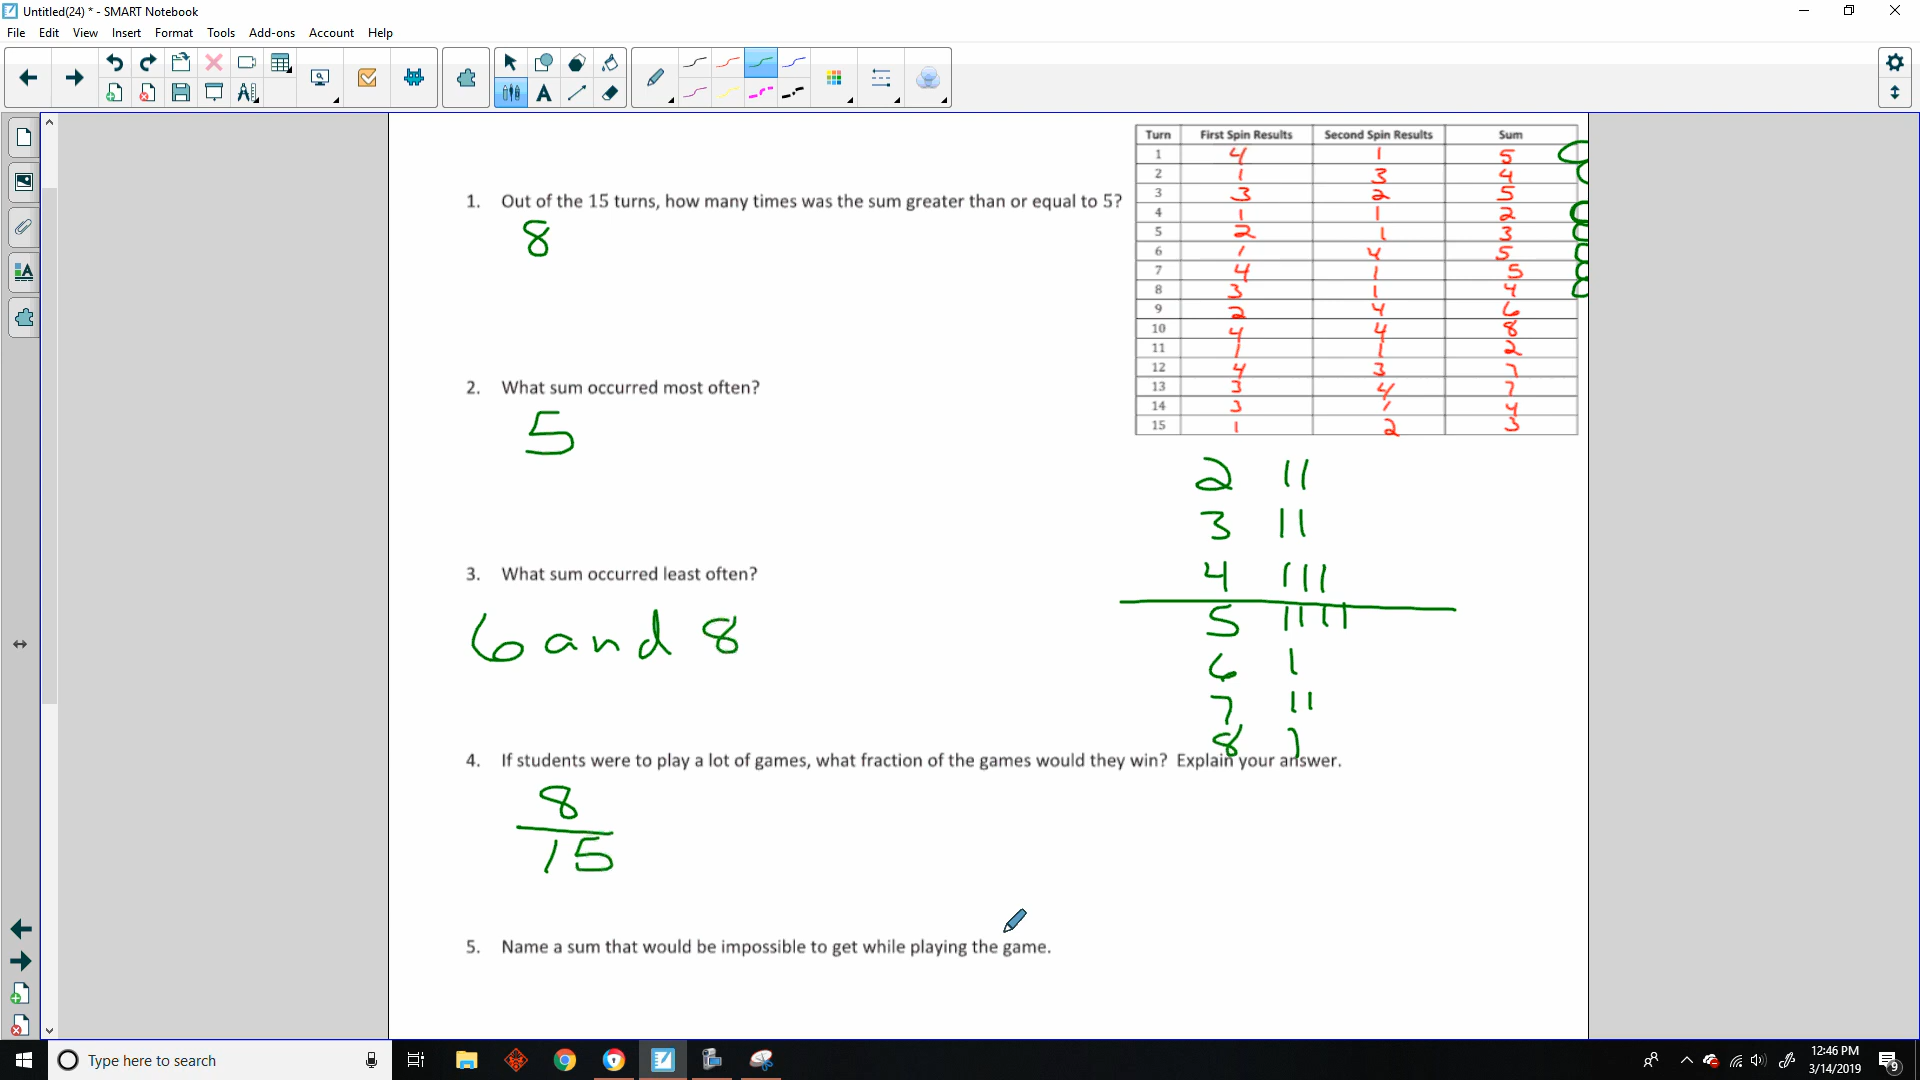 Untitled(24) * - SMART Notebook
File Edit View Insert Format Tools Add-ons Account Help
Turn First Spin Results Second Spin Results Sum
1 4 1 5
2 1 3 4
3 3 2 5
4 1 1 2
5 2 1 3
6 1 4 5
7 4 1 5
8 3 1 4
9 2 4 6
10 4 4 8
11 1 1 2
12 4 3 7
13 3 4 7
14 3 1 4
15 1 2 3
1. Out of the 15 turns, how many times was the sum greater than or equal to 5?
8
2. What sum occurred most often?
5
2 11
3 11
4 111
5 1111
6 1
7 11
8 1
3. What sum occurred least often?
6 and 8
4. If students were to play a lot of games, what fraction of the games would they win? Explain your answer.
8
15
5. Name a sum that would be impossible to get while playing the game.
Type here to search
12:46 PM
3/14/2019
9